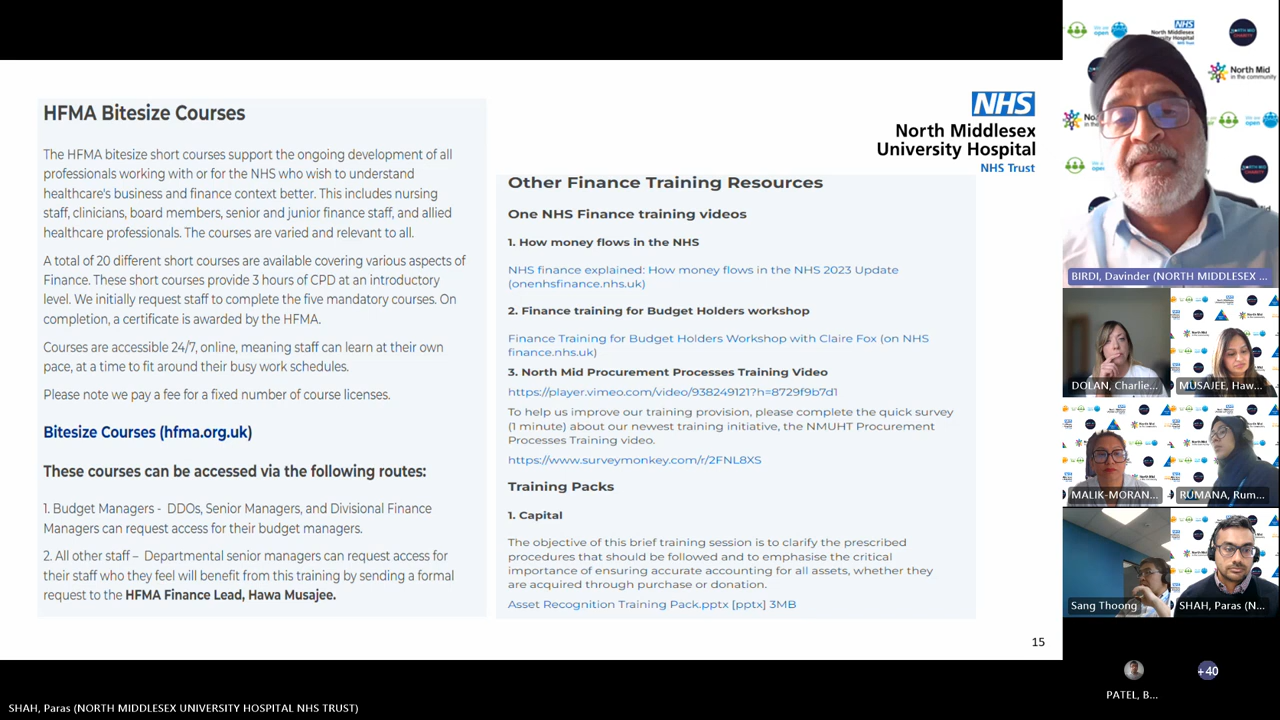 HFMA Bitesize Courses
The HFMA bitesize short courses support the ongoing development of all
professionals working with or for the NHS who wish to understand
healthcare's business and finance context better. This includes nursing
staff, clinicians, board members, senior and junior finance staff, and allied
healthcare professionals. The courses are varied and relevant to all.
A total of 20 different short courses are available covering various aspects of
Finance. These short courses provide 3 hours of CPD at an introductory
level. We initially request staff to complete the five mandatory courses. On
completion, a certificate is awarded by the HFMA.
Courses are accessible 24/7, online, meaning staff can learn at their own
pace, at a time to fit around their busy work schedules.
Please note we pay a fee for a fixed number of course licenses.
Bitesize Courses (hfma.org.uk)
These courses can be accessed via the following routes:
1. Budget Managers - DDOs, Senior Managers, and Divisional Finance
Managers can request access for their budget managers.
2. All other staff – Departmental senior managers can request access for
their staff who they feel will benefit from this training by sending a formal
request to the HFMA Finance Lead, Hawa Musajee.
NHS
North Middlesex
University Hospital
NHS Trust
Other Finance Training Resources
One NHS Finance training videos
1. How money flows in the NHS
NHS finance explained: How money flows in the NHS 2023 Update
(onenhsfinance.nhs.uk)
2. Finance training for Budget Holders workshop
Finance Training for Budget Holders Workshop with Claire Fox (on NHS
finance.nhs.uk)
3. North Mid Procurement Processes Training Video
https://player.vimeo.com/video/938249121?h=8729f9b7d1
To help us improve our training provision, please complete the quick survey
(1 minute) about our newest training initiative, the NMUHT Procurement
Processes Training video.
https://www.surveymonkey.com/r/2FNL8XS
Training Packs
1. Capital
The objective of this brief training session is to clarify the prescribed
procedures that should be followed and to emphasise the critical
importance of ensuring accurate accounting for all assets, whether they
are acquired through purchase or donation.
Asset Recognition Training Pack.pptx [pptx] 3MB
15
NHS
North Middlesex
University Hospital
North Mid
in the community
BIRDI, Davinder (NORTH MIDDLESEX ...
DOLAN, Charlie...
MUSAJEE, Haw...
MALIK-MORAN...
RUMANA, Rum...
Sang Thoong
SHAH, Paras (N...
PATEL, B...
+40
SHAH, Paras (NORTH MIDDLESEX UNIVERSITY HOSPITAL NHS TRUST)